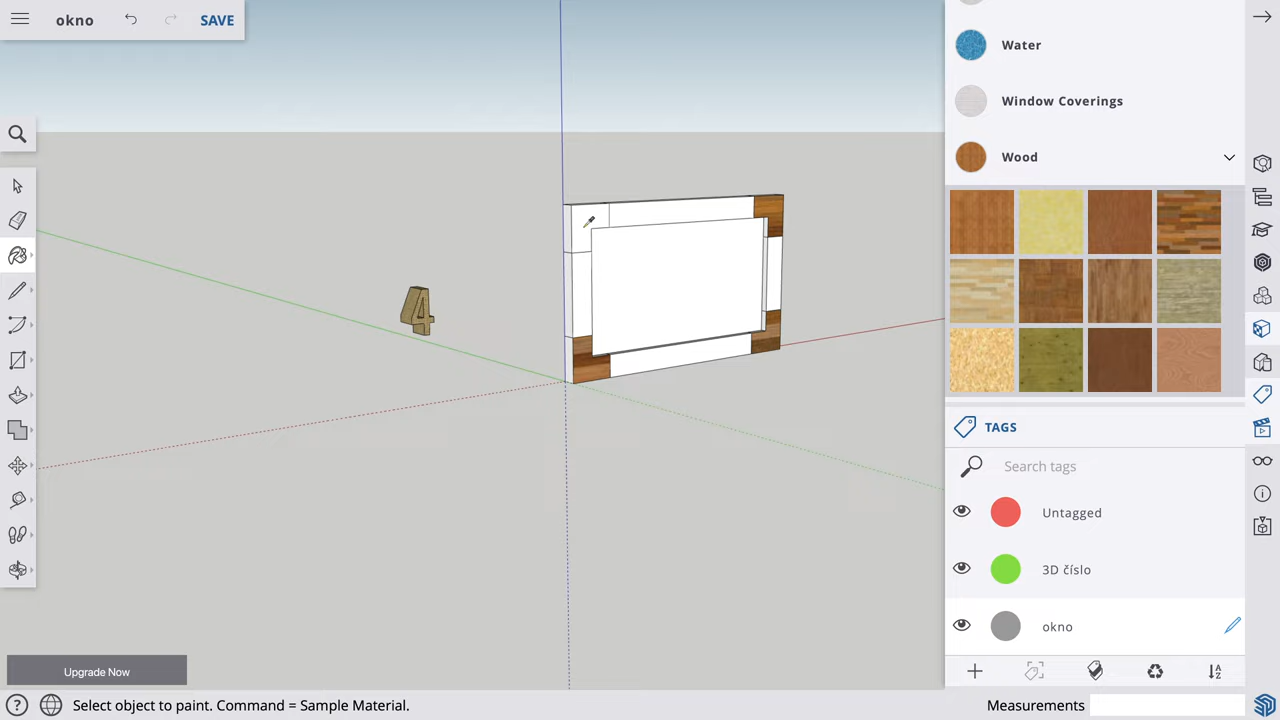 okno
SAVE
Water
Window Coverings
Wood
4
TAGS
Search tags
Untagged
3D číslo
okno
Upgrade Now
Select object to paint. Command = Sample Material.
Measurements